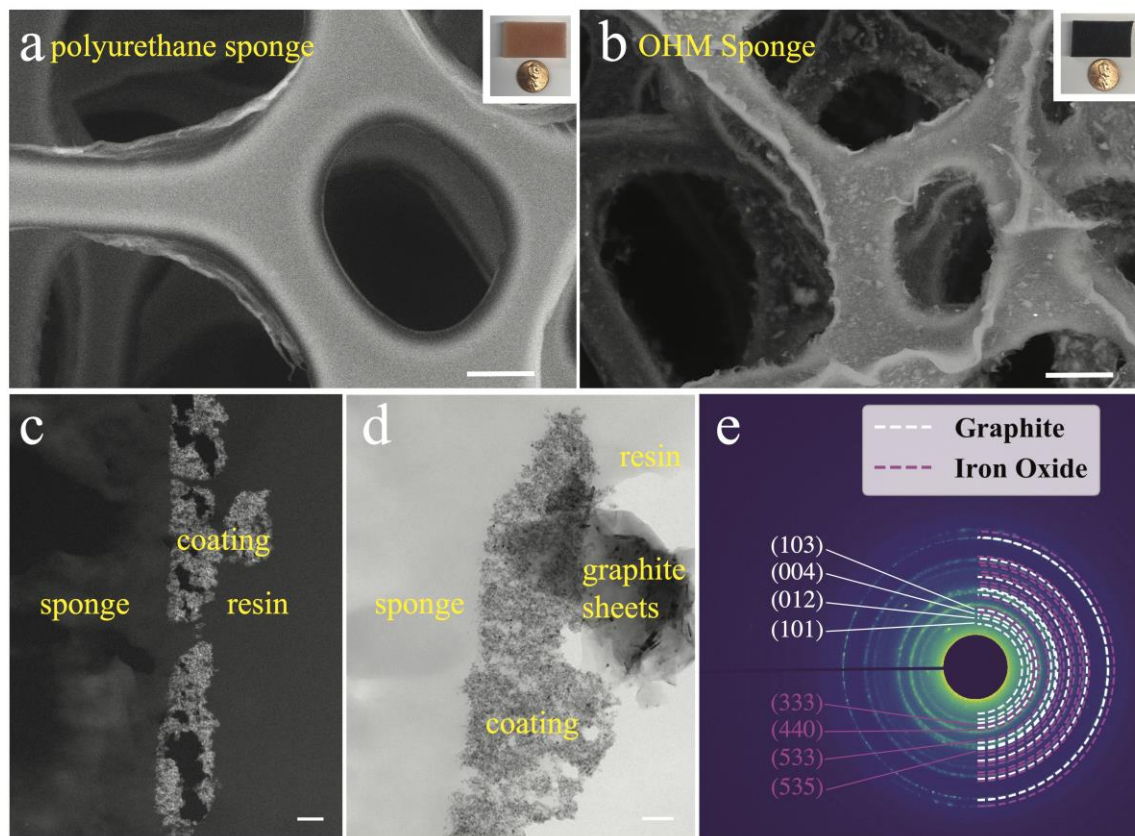 a
polyurethane sponge
b
OHM Sponge
c
coating
sponge
resin
d
resin
sponge
graphite
sheets
coating
e
Graphite
Iron Oxide
(103)
(004)
(012)
(101)
(333)
(440)
(533)
(535)